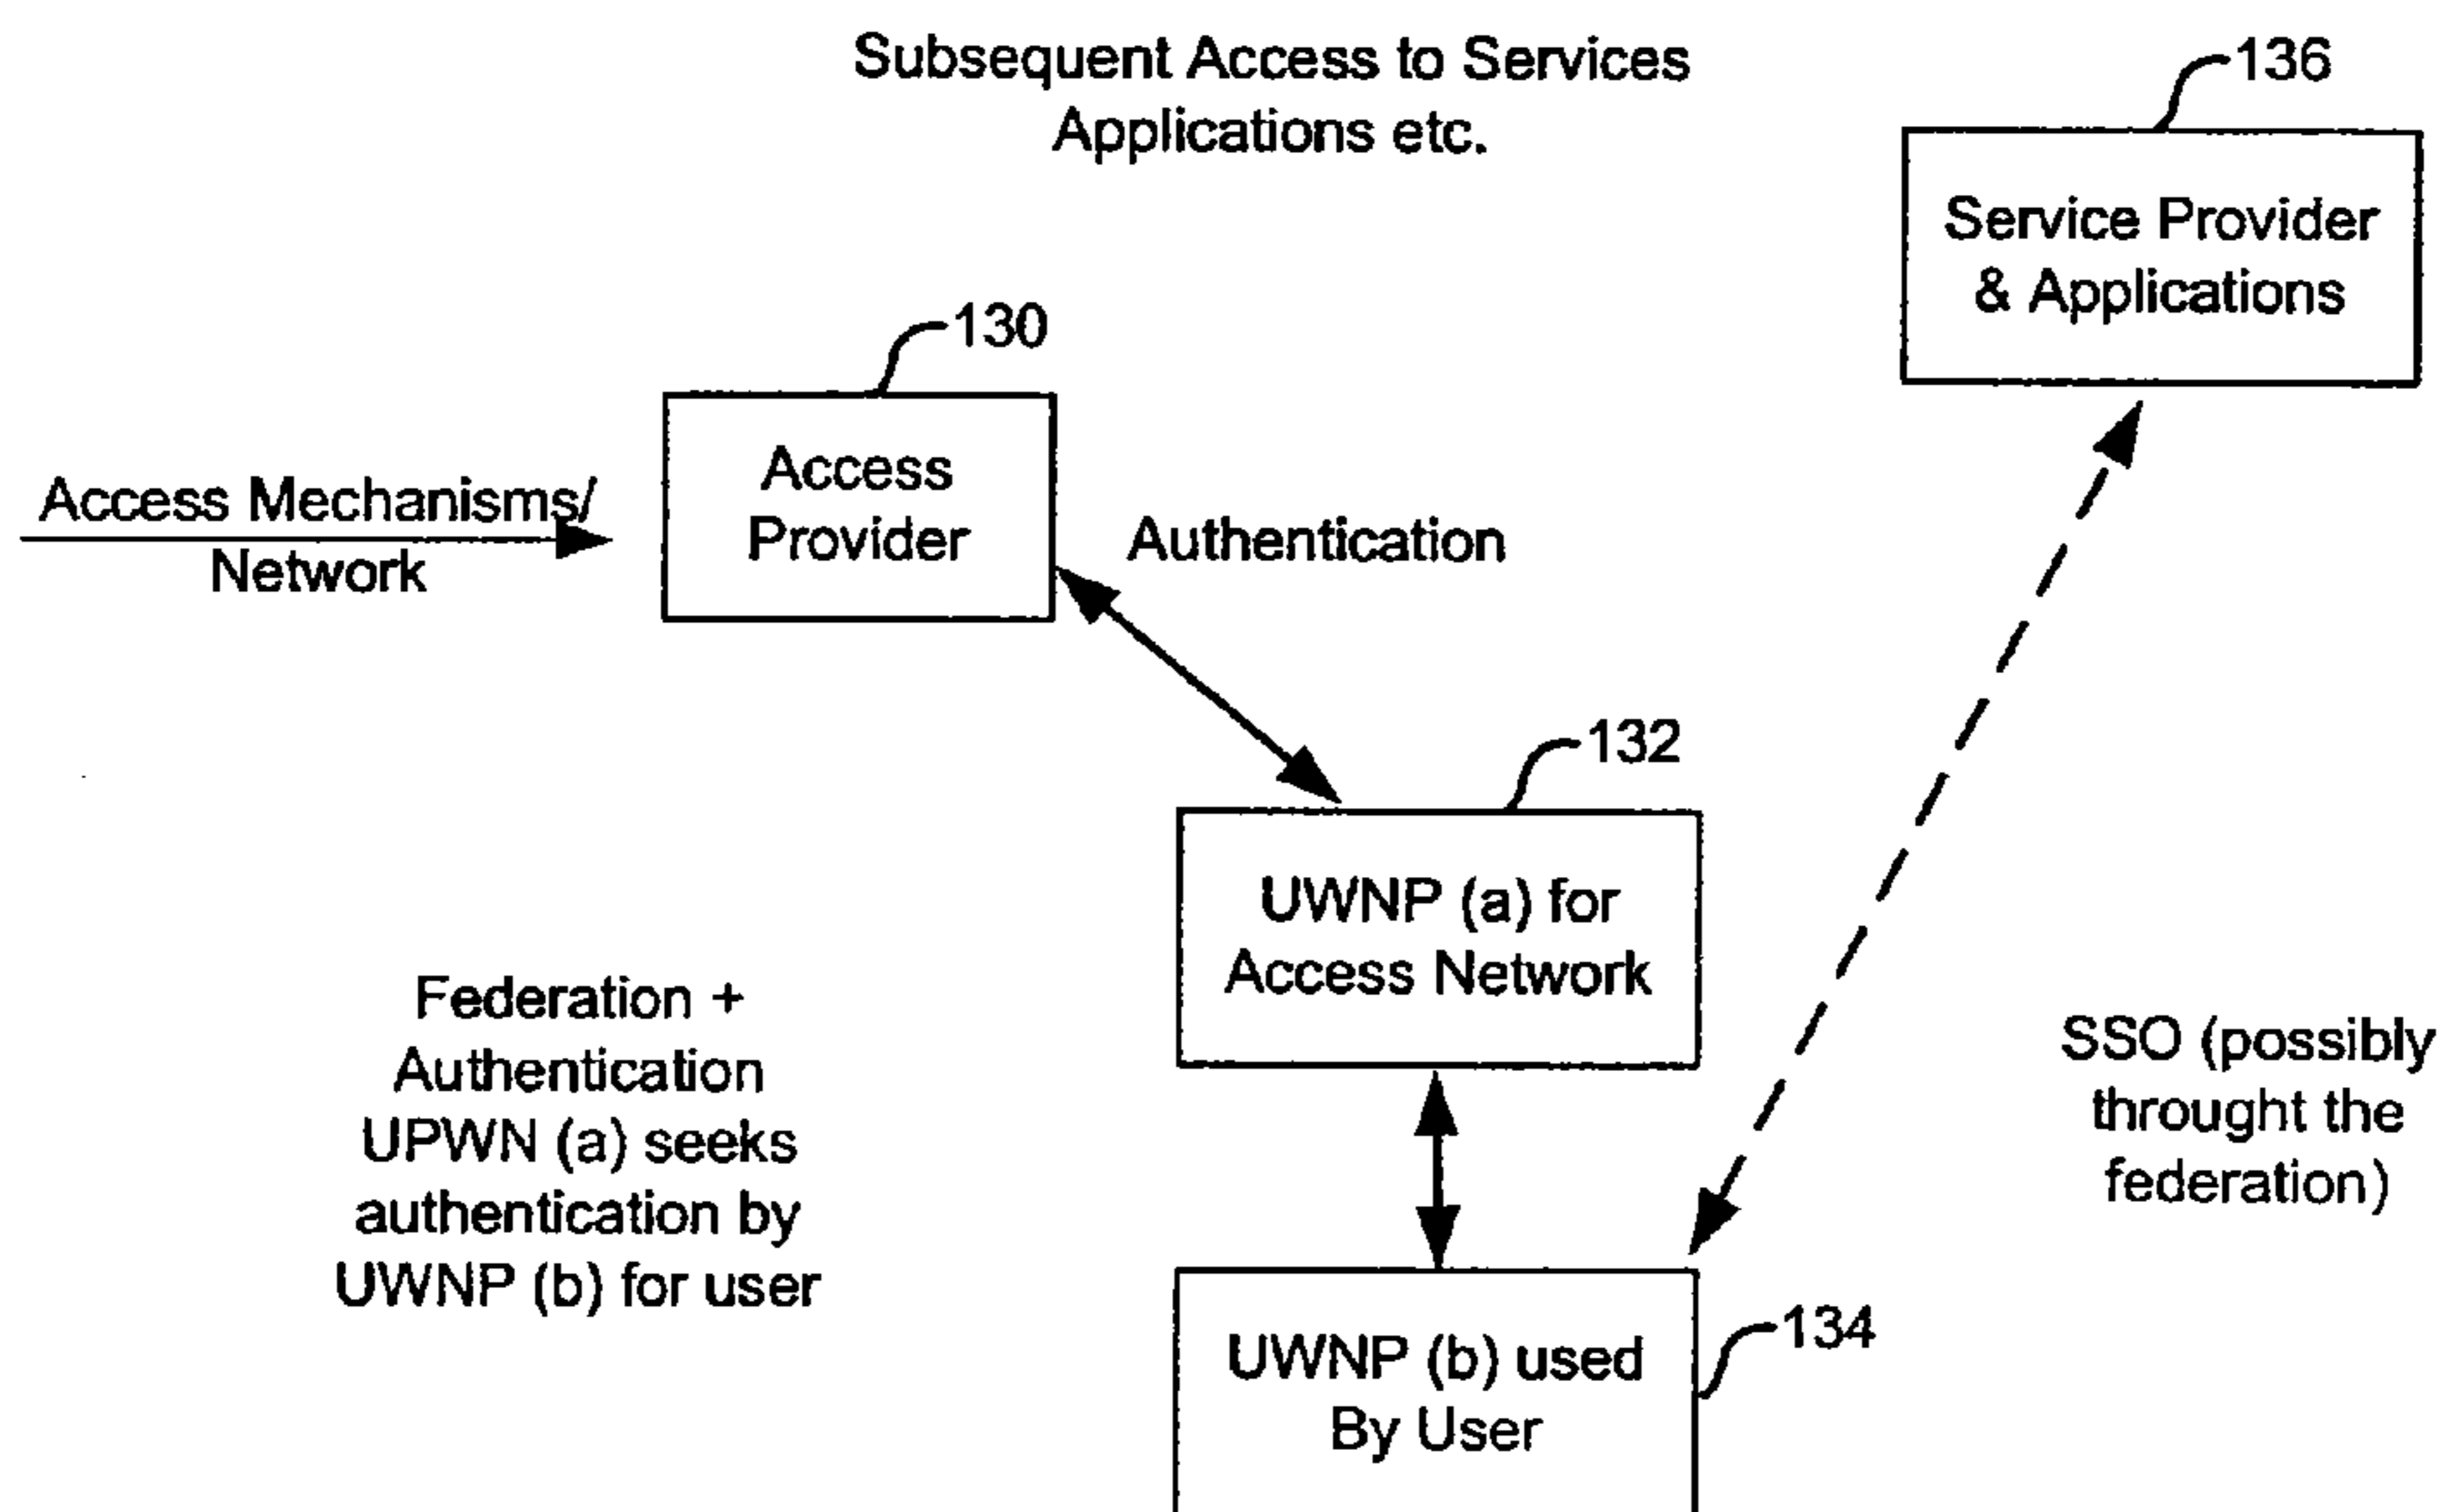 Subsequent Access to Services
Applications etc.
136
Service Provider
& Applications
130
Access
Provider
Access Mechanisms/
Network
Authentication
132
UWNP (a) for
Access Network
Federation +
Authentication
UPWN (a) seeks
authentication by
UWNP (b) for user
SSO (possibly
throught the
federation)
134
UWNP (b) used
By User